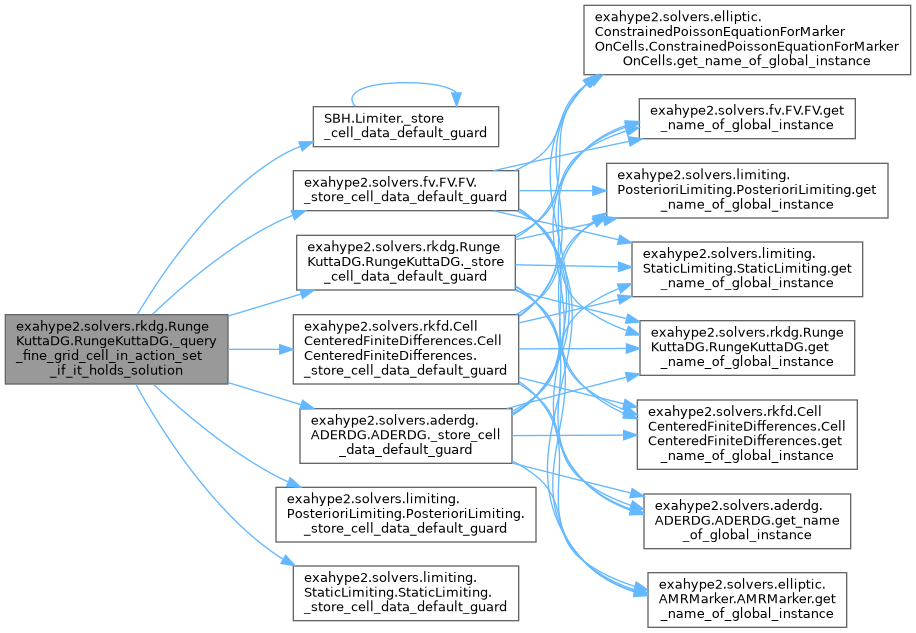 exahype2.solvers.rkdg.Runge
KuttaDG.RungeKuttaDG._query
_fine_grid_cell_in_action_set
_if_it_holds_solution
SBH.Limiter._store
_cell_data_default_guard
exahype2.solvers.fv.FV.FV.
_store_cell_data_default_guard
exahype2.solvers.rkdg.Runge
KuttaDG.RungeKuttaDG._store
_cell_data_default_guard
exahype2.solvers.rkfd.Cell
CenteredFiniteDifferences.Cell
CenteredFiniteDifferences.
_store_cell_data_default_guard
exahype2.solvers.aderdg.
ADERDG.ADERDG._store_cell
_data_default_guard
exahype2.solvers.limiting.
PosterioriLimiting.PosterioriLimiting.
_store_cell_data_default_guard
exahype2.solvers.limiting.
StaticLimiting.StaticLimiting.
_store_cell_data_default_guard
exahype2.solvers.elliptic.
ConstrainedPoissonEquationForMarker
OnCells.ConstrainedPoissonEquationForMarker
OnCells.get_name_of_global_instance
exahype2.solvers.fv.FV.FV.get
_name_of_global_instance
exahype2.solvers.limiting.
PosterioriLimiting.PosterioriLimiting.get
_name_of_global_instance
exahype2.solvers.limiting.
StaticLimiting.StaticLimiting.get
_name_of_global_instance
exahype2.solvers.rkdg.Runge
KuttaDG.RungeKuttaDG.get
_name_of_global_instance
exahype2.solvers.rkfd.Cell
CenteredFiniteDifferences.Cell
CenteredFiniteDifferences.get
_name_of_global_instance
exahype2.solvers.aderdg.
ADERDG.ADERDG.get_name
_of_global_instance
exahype2.solvers.elliptic.
AMRMarker.AMRMarker.get
_name_of_global_instance